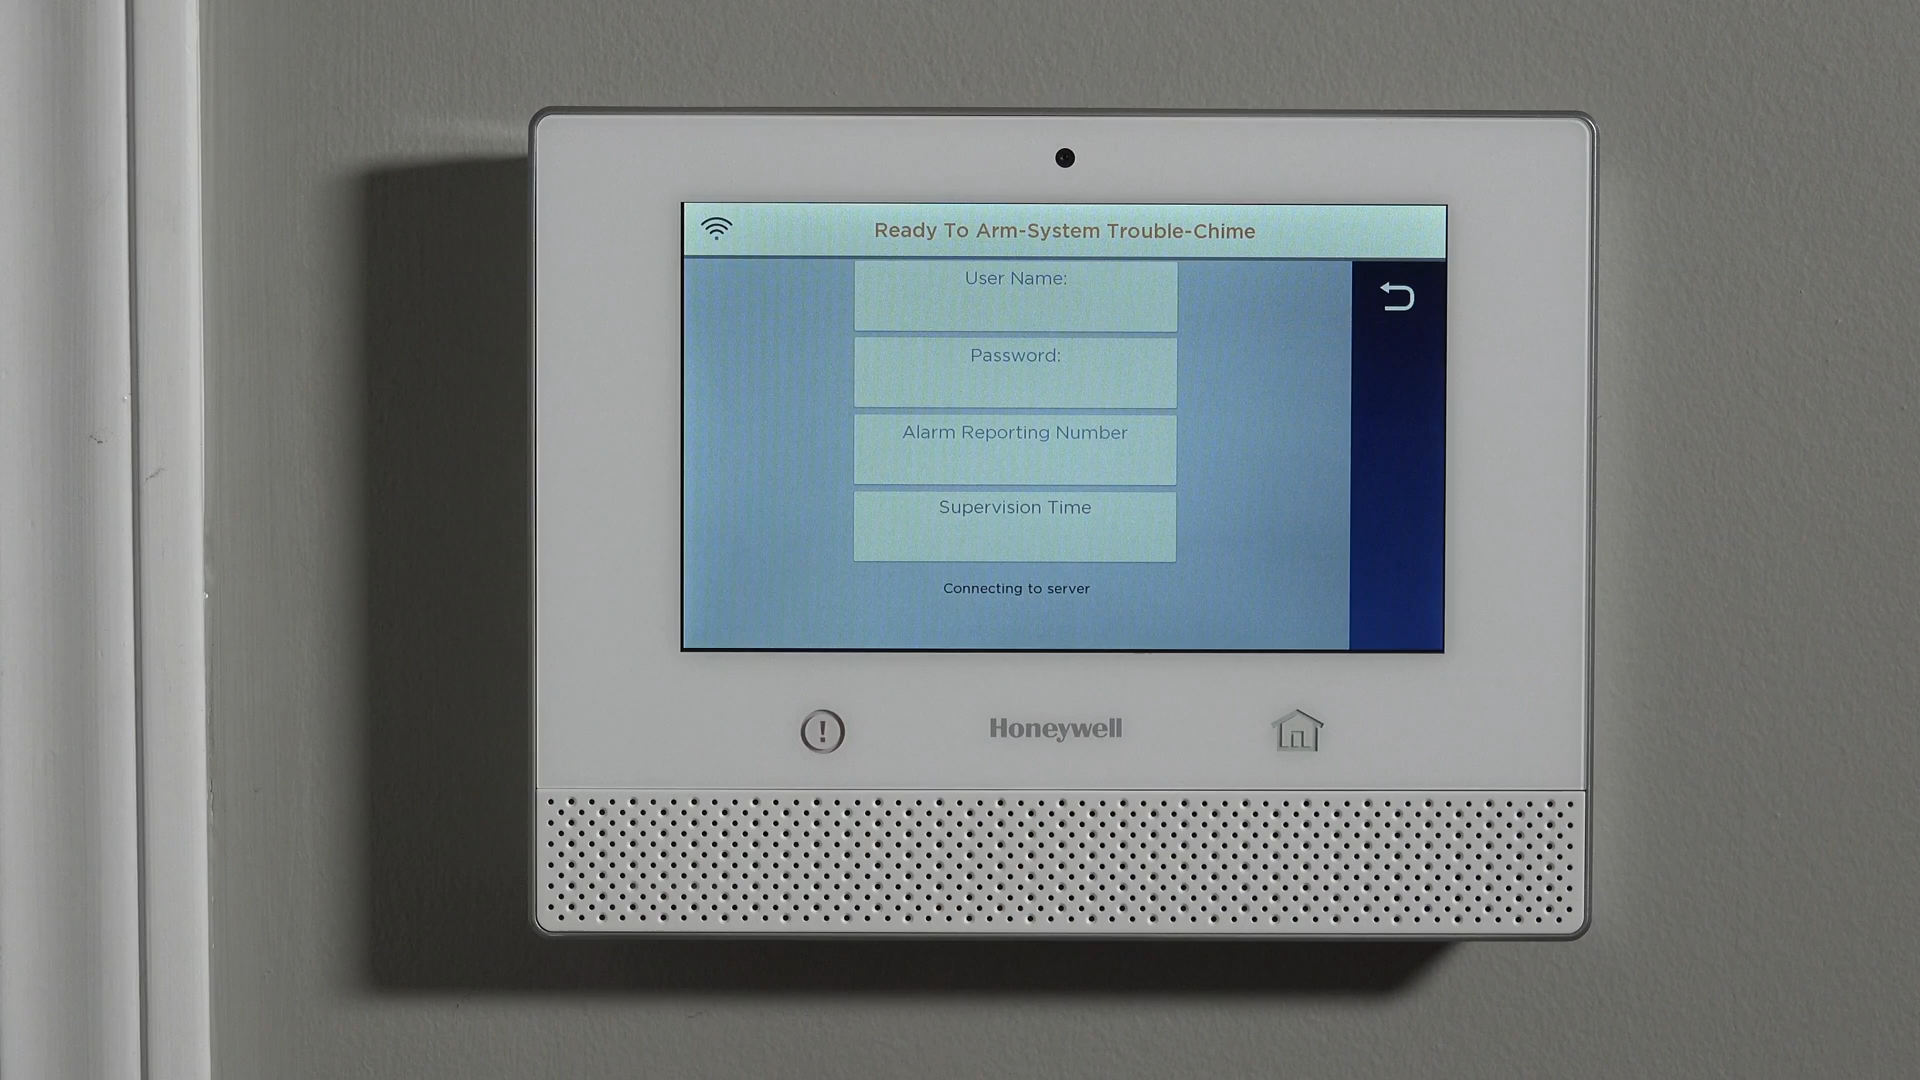 Ready To Arm-System Trouble-Chime
User Name:
Password:
Alarm Reporting Number
Supervision Time
Connecting to server
Honeywell